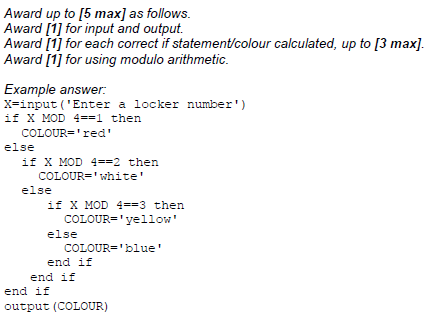 Award up to [5 max] as follows.
Award [1] for input and output.
Award [1] for each correct if statement/colour calculated, up to [3 max].
Award [1] for using modulo arithmetic.

Example answer:
X=input('Enter a locker number')
if X MOD 4==1 then
   COLOUR='red'
else
   if X MOD 4==2 then
      COLOUR='white'
   else
      if X MOD 4==3 then
         COLOUR='yellow'
      else
         COLOUR='blue'
      end if
   end if
end if
output(COLOUR)